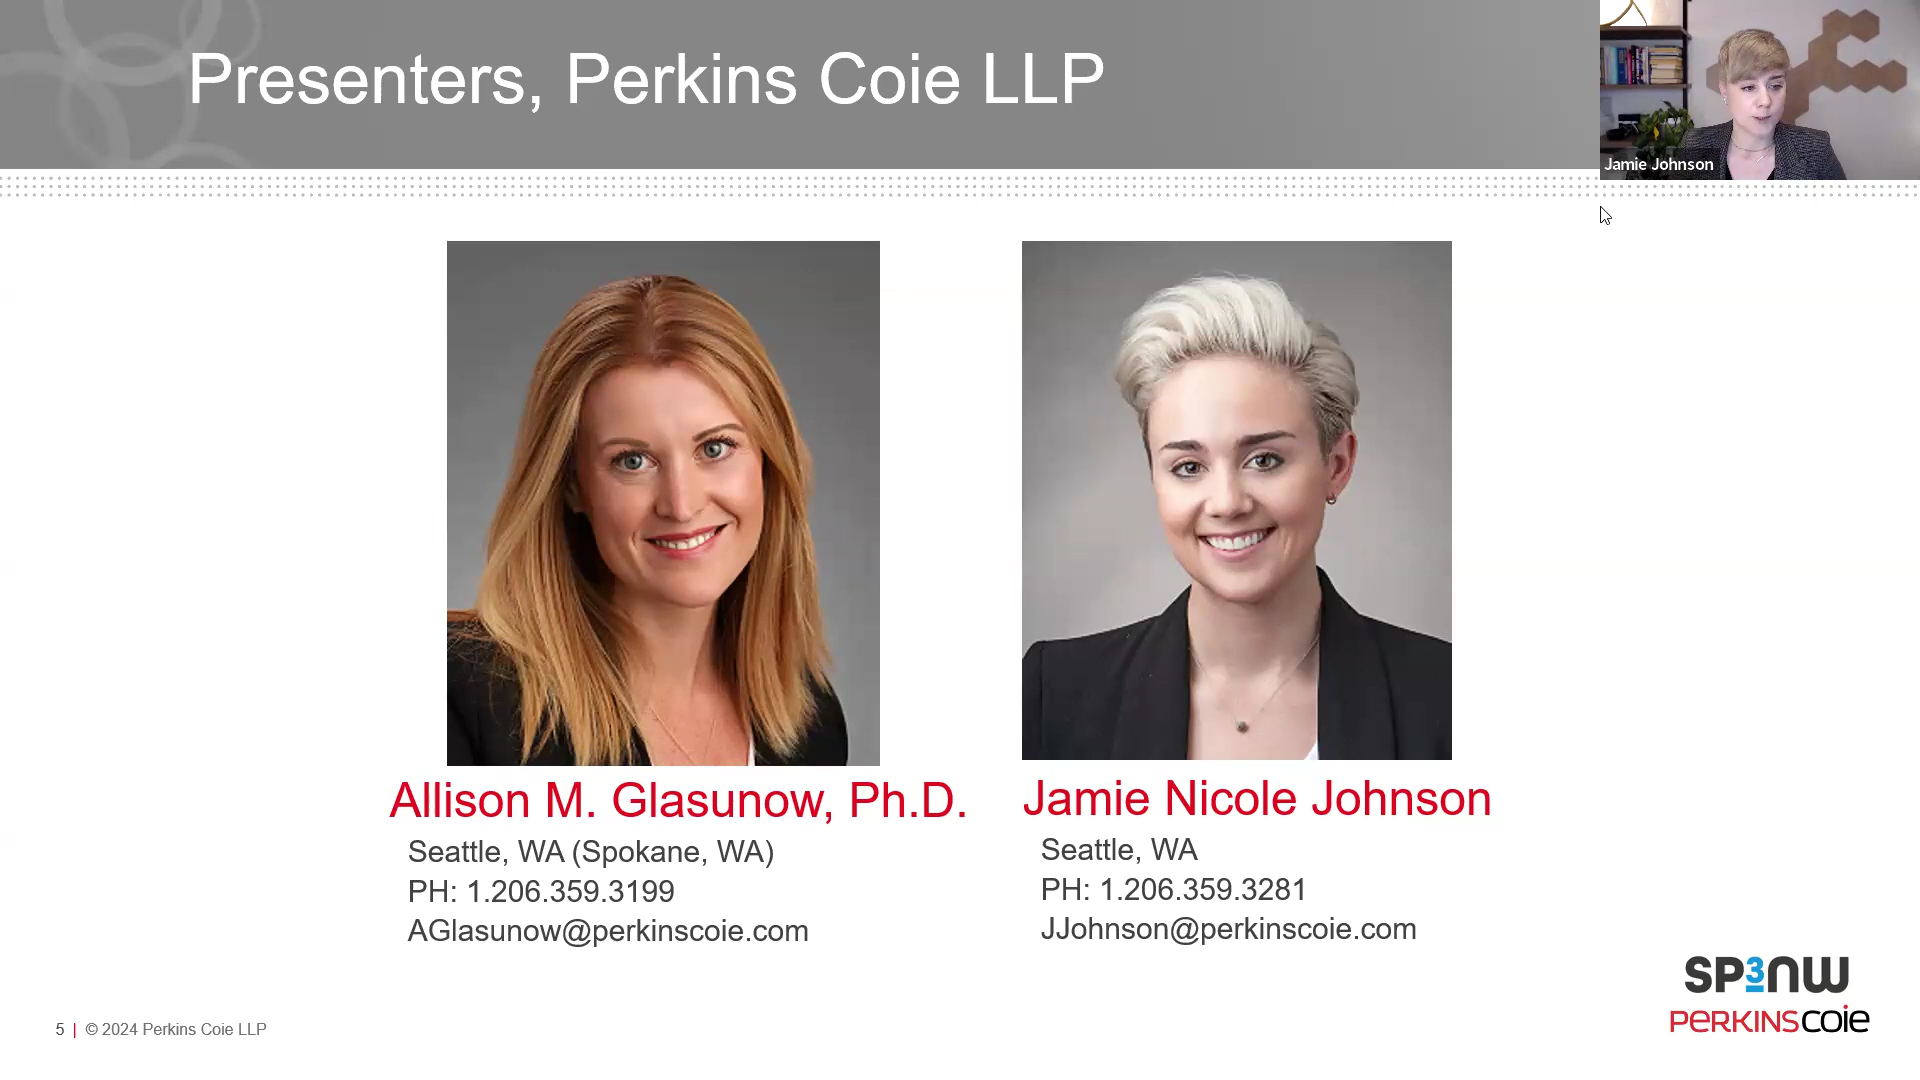 Presenters, Perkins Coie LLP
Jamie Johnson
Allison M. Glasunow, Ph.D.
Seattle, WA (Spokane, WA)
PH: 1.206.359.3199
AGlasunow@perkinscoie.com
Jamie Nicole Johnson
Seattle, WA
PH: 1.206.359.3281
JJohnson@perkinscoie.com
SP3NW
PERKINSCOIE
5 | © 2024 Perkins Coie LLP